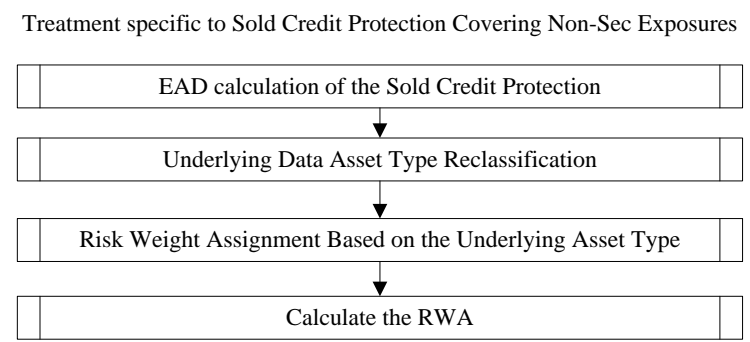 Treatment specific to Sold Credit Protection Covering Non-Sec Exposures
EAD calculation of the Sold Credit Protection
Underlying Data Asset Type Reclassification
Risk Weight Assignment Based on the Underlying Asset Type
Calculate the RWA